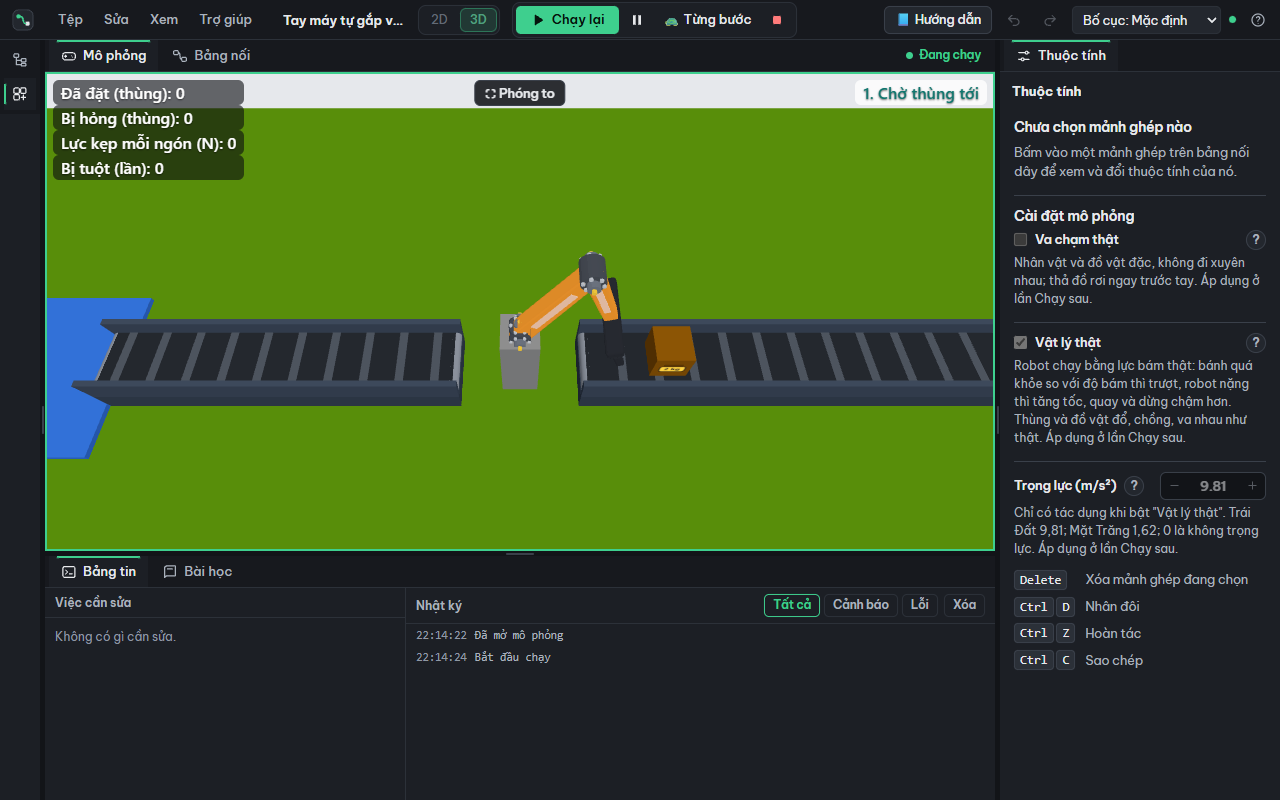 Tệp Sửa Xem Trợ giúp Tay máy tự gắp v... 2D 3D Chạy lại Từng bước Hướng dẫn Bố cục: Mặc định
Mô phỏng Bảng nối Đang chạy Thuộc tính
Đã đặt (thùng): 0
Phóng to
1. Chờ thùng tới
Bị hỏng (thùng): 0
Lực kẹp mỗi ngón (N): 0
Bị tuột (lần): 0
Thuộc tính
Chưa chọn mảnh ghép nào
Bấm vào một mảnh ghép trên bảng nối
dây để xem và đổi thuộc tính của nó.
Cài đặt mô phỏng
Va chạm thật ?
Nhân vật và đồ vật đặc, không đi xuyên
nhau; thả đồ rơi ngay trước tay. Áp dụng ở
lần Chạy sau.
Vật lý thật ?
Robot chạy bằng lực bám thật: bánh quá
khỏe so với độ bám thì trượt, robot nặng
thì tăng tốc, quay và dừng chậm hơn.
Thùng và đồ vật đổ, chồng, va nhau như
thật. Áp dụng ở lần Chạy sau.
Trọng lực (m/s²) ? − 9.81 +
Chỉ có tác dụng khi bật "Vật lý thật". Trái
Đất 9,81; Mặt Trăng 1,62; 0 là không trọng
lực. Áp dụng ở lần Chạy sau.
Delete Xóa mảnh ghép đang chọn
Ctrl D Nhân đôi
Ctrl Z Hoàn tác
Ctrl C Sao chép
Bảng tin Bài học
Việc cần sửa
Không có gì cần sửa.
Nhật ký Tất cả Cảnh báo Lỗi Xóa
22:14:22 Đã mở mô phỏng
22:14:24 Bắt đầu chạy